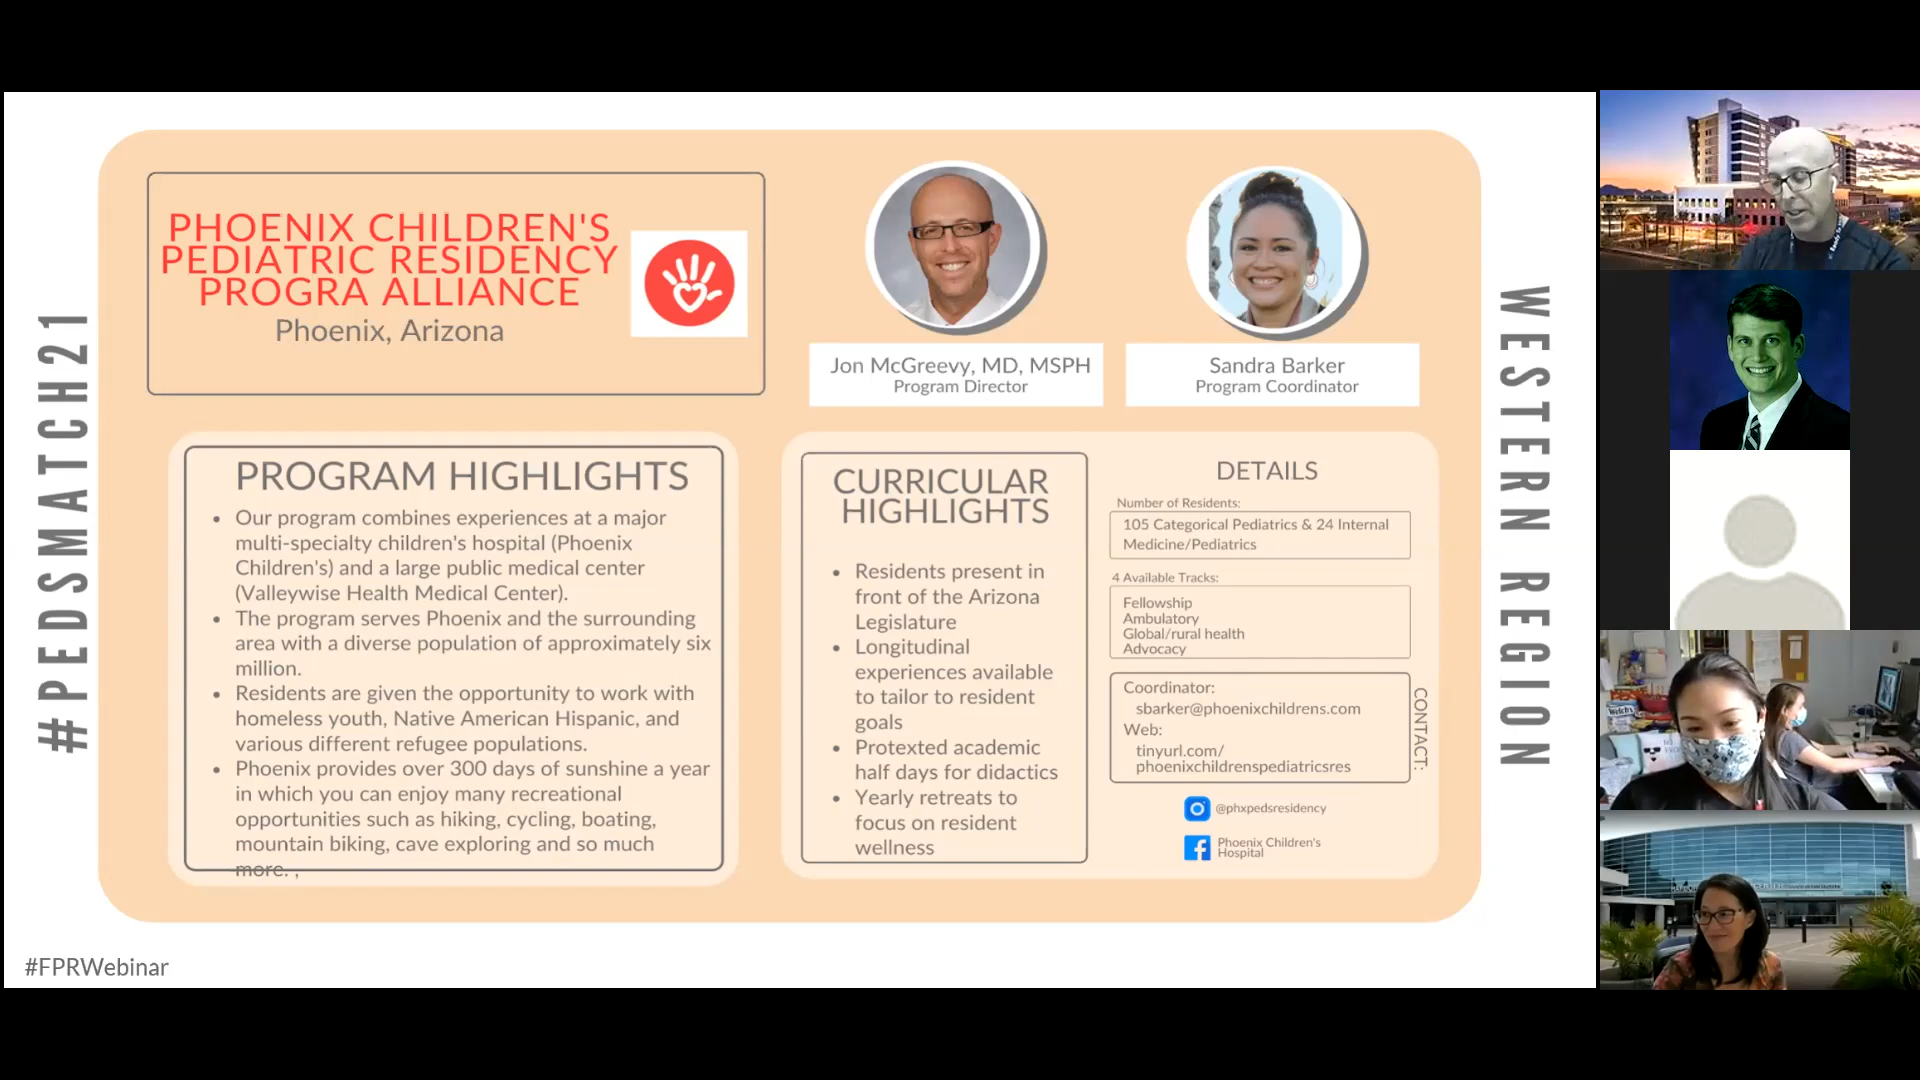 #PEDSMATCH21
PHOENIX CHILDREN'S
PEDIATRIC RESIDENCY
PROGRA ALLIANCE
Phoenix, Arizona
Jon McGreevy, MD, MSPH
Program Director
Sandra Barker
Program Coordinator
PROGRAM HIGHLIGHTS
• Our program combines experiences at a major
multi-specialty children's hospital (Phoenix
Children's) and a large public medical center
(Valleywise Health Medical Center).
• The program serves Phoenix and the surrounding
area with a diverse population of approximately six
million.
• Residents are given the opportunity to work with
homeless youth, Native American Hispanic, and
various different refugee populations.
• Phoenix provides over 300 days of sunshine a year
in which you can enjoy many recreational
opportunities such as hiking, cycling, boating,
mountain biking, cave exploring and so much
more. ,
CURRICULAR
HIGHLIGHTS
• Residents present in
front of the Arizona
Legislature
• Longitudinal
experiences available
to tailor to resident
goals
• Protexted academic
half days for didactics
• Yearly retreats to
focus on resident
wellness
DETAILS
Number of Residents:
105 Categorical Pediatrics & 24 Internal
Medicine/Pediatrics
4 Available Tracks:
Fellowship
Ambulatory
Global/rural health
Advocacy
Coordinator:
sbarker@phoenixchildrens.com
Web:
tinyurl.com/
phoenixchildrenspediatricsres
CONTACT:
@phxpedsresidency
Phoenix Children's
Hospital
WESTERN REGION
#FPRWebinar
Welch's